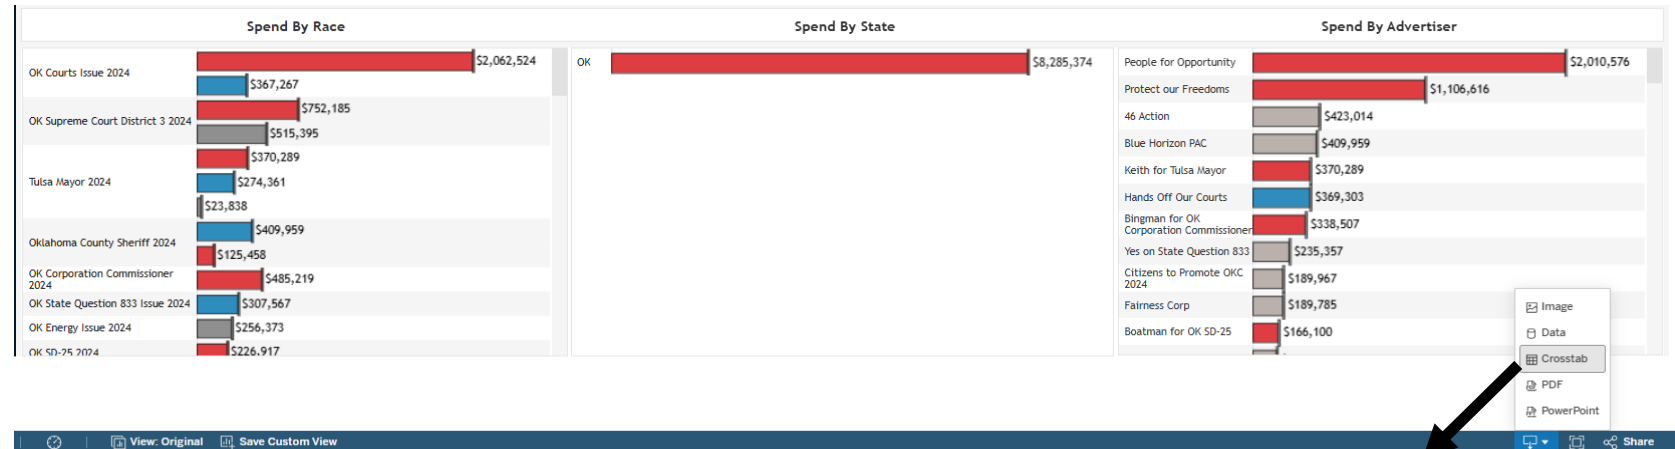 Spend By Race
Spend By State
Spend By Advertiser
OK Courts Issue 2024
$2,062,524
$367,267
OK Supreme Court District 3 2024
$752,185
$515,395
Tulsa Mayor 2024
$370,289
$274,361
$23,838
Oklahoma County Sheriff 2024
$409,959
$125,458
OK Corporation Commissioner
2024
$485,219
OK State Question 833 Issue 2024
$307,567
OK Energy Issue 2024
$256,373
OK SD-25 2024
$226,917
OK
$8,285,374
People for Opportunity
$2,010,576
Protect our Freedoms
$1,106,616
46 Action
$423,014
Blue Horizon PAC
$409,959
Keith for Tulsa Mayor
$370,289
Hands Off Our Courts
$369,303
Bingman for OK
Corporation Commissioner
$338,507
Yes on State Question 833
$235,357
Citizens to Promote OKC
2024
$189,967
Fairness Corp
$189,785
Boatman for OK SD-25
$166,100
Image
Data
Crosstab
PDF
PowerPoint
View: Original
Save Custom View
Share